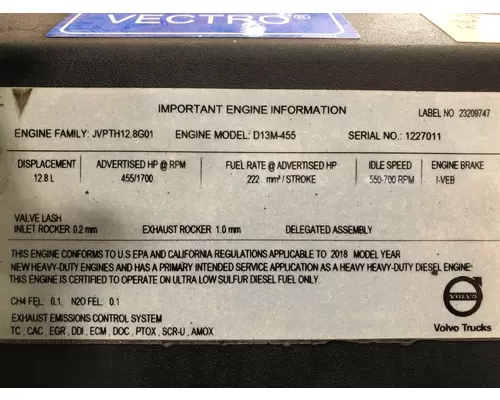 VECTRO
IMPORTANT ENGINE INFORMATION
LABEL NO 23209747
ENGINE FAMILY: JVPTH12.8G01 ENGINE MODEL: D13M-455 SERIAL NO: 1227011
DISPLACEMENT ADVERTISED HP @ RPM FUEL RATE @ ADVERTISED HP IDLE SPEED ENGINE BRAKE
12.8 L 455/1700 222 mm³/STROKE 550-700 RPM I-VEB
VALVE LASH
INLET ROCKER 0.2 mm EXHAUST ROCKER 1.0 mm DELEGATED ASSEMBLY
THIS ENGINE CONFORMS TO U.S EPA AND CALIFORNIA REGULATIONS APPLICABLE TO 2018 MODEL YEAR
NEW HEAVY-DUTY ENGINES AND HAS A PRIMARY INTENDED SERVICE APPLICATION AS A HEAVY HEAVY-DUTY DIESEL ENGINE.
THIS ENGINE IS CERTIFIED TO OPERATE ON ULTRA LOW SULFUR DIESEL FUEL ONLY.
CH4 FEL: 0.1, N2O FEL: 0.1
EXHAUST EMISSIONS CONTROL SYSTEM
TC , CAC , EGR , DDI , ECM , DOC , PTOX , SCR-U , AMOX
VOLVO
Volvo Trucks